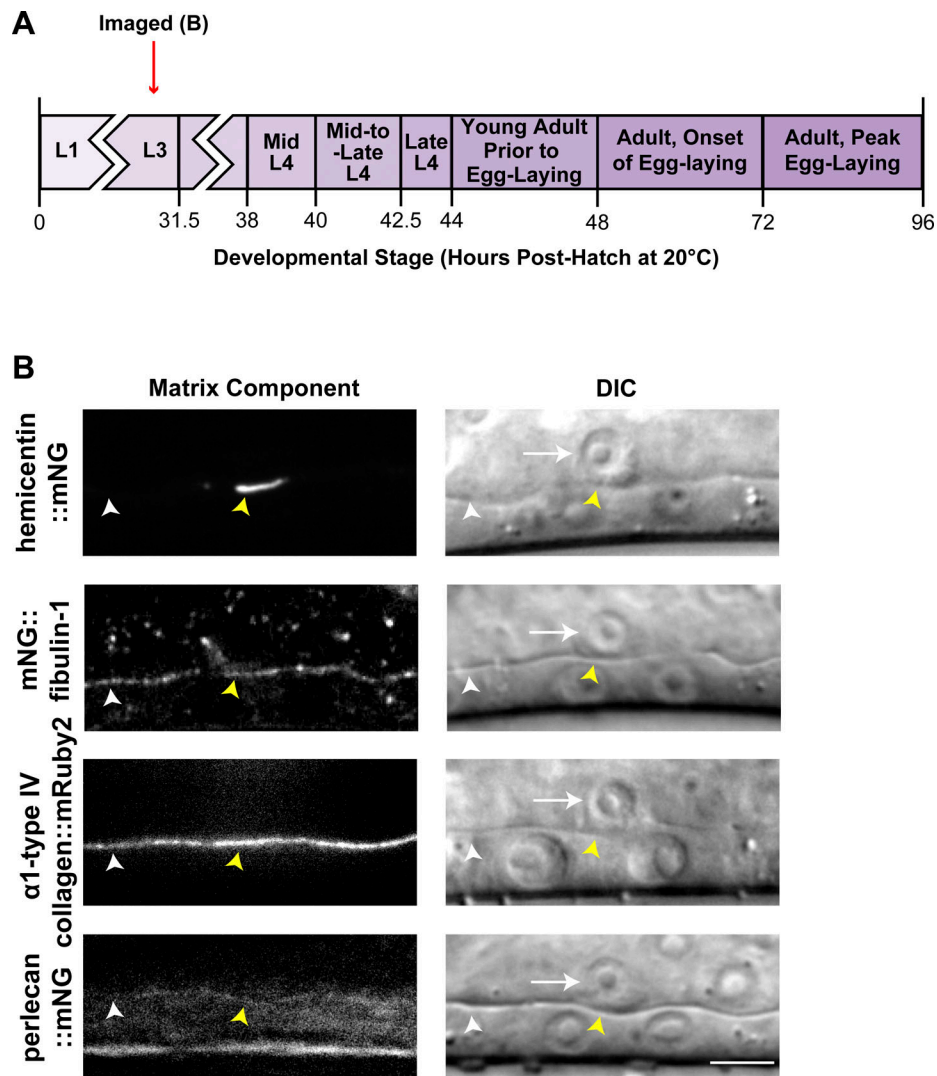 A
Imaged (B)
L1
L3
Mid
L4
Mid-to
-Late
L4
Late
L4
Young Adult
Prior to
Egg-Laying
Adult, Onset
of Egg-laying
Adult, Peak
Egg-Laying
0
31.5
38
40
42.5
44
48
72
96
Developmental Stage (Hours Post-Hatch at 20°C)
B
Matrix Component
DIC
hemicentin
::mNG
mNG::
fibulin-1
α1-type IV
collagen::mRuby2
perlecan
::mNG